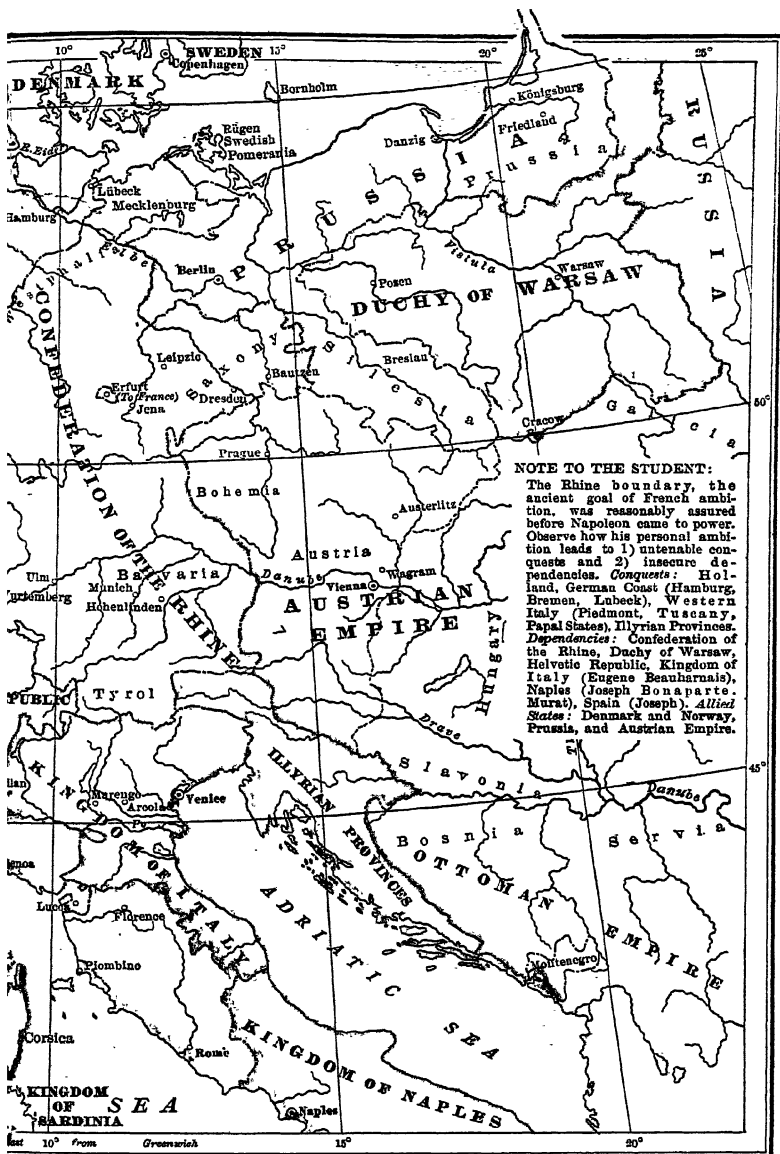 10°
15°
20°
25°
SWEDEN
Copenhagen
DENMARK
Bornholm
Königsburg
Friedland
Rügen
Swedish
Pomerania
Danzig
RUSSIA
PRUSSIA
Prussia
R. Eider
Lübeck
Mecklenburg
Hamburg
Elbe
Berlin
Vistula
Posen
Warsaw
DUCHY OF WARSAW
CONFEDERATION OF THE RHINE
Leipzig
Saxony
Silesia
Breslau
Bautzen
Erfurt
(To France)
Jena
Dresden
Cracow
Galicia
50°
Prague
Bohemia
Austerlitz
NOTE TO THE STUDENT:
The Rhine boundary, the
ancient goal of French ambi-
tion, was reasonably assured
before Napoleon came to power.
Observe how his personal ambi-
tion leads to 1) untenable con-
quests and 2) insecure de-
pendencies. Conquests: Hol-
land, German Coast (Hamburg,
Bremen, Lubeck), Western
Italy (Piedmont, Tuscany,
Papal States), Illyrian Provinces.
Dependencies: Confederation of
the Rhine, Duchy of Warsaw,
Helvetic Republic, Kingdom of
Italy (Eugene Beauharnais),
Naples (Joseph Bonaparte.
Murat), Spain (Joseph). Allied
States: Denmark and Norway,
Prussia, and Austrian Empire.
Austria
Ulm
Bavaria
Danube
Wagram
Vienna
Munich
Hohenlinden
AUSTRIAN
EMPIRE
Hungary
PUBLIC
Tyrol
Drave
Slavonia
45°
Danube
KINGDOM OF ITALY
Marengo
Arcola
Venice
ILLYRIAN
PROVINCES
Bosnia
Servia
OTTOMAN EMPIRE
Lucca
Florence
ADRIATIC SEA
Piombino
Montenegro
Corsica
Rome
KINGDOM OF NAPLES
KINGDOM
OF
SARDINIA
SEA
Naples
10°
from
Greenwich
15°
20°